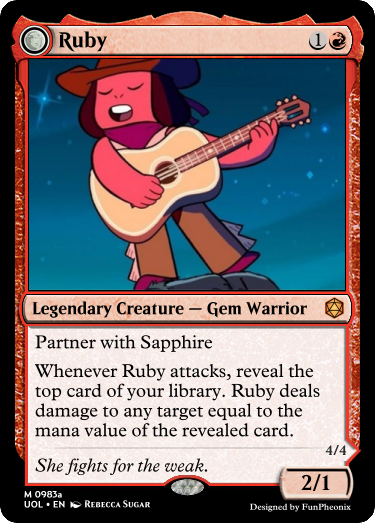 Ruby 1
Legendary Creature — Gem Warrior
Partner with Sapphire
Whenever Ruby attacks, reveal the
top card of your library. Ruby deals
damage to any target equal to the
mana value of the revealed card.
4/4
She fights for the weak.
2/1
M 0983a
UOL • EN Rebecca Sugar
Designed by FunPheonix